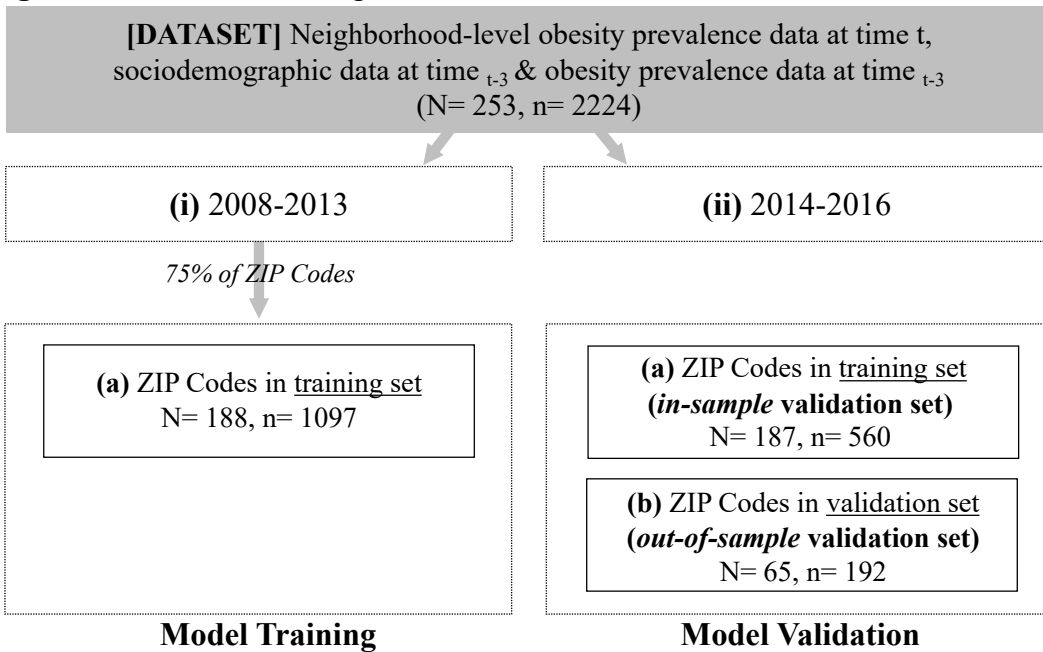 [DATASET] Neighborhood-level obesity prevalence data at time t,
sociodemographic data at time t-3 & obesity prevalence data at time t-3
(N= 253, n= 2224)
(i) 2008-2013
(ii) 2014-2016
75% of ZIP Codes
(a) ZIP Codes in training set
N= 188, n= 1097
(a) ZIP Codes in training set
(in-sample validation set)
N= 187, n= 560
(b) ZIP Codes in validation set
(out-of-sample validation set)
N= 65, n= 192
Model Training
Model Validation